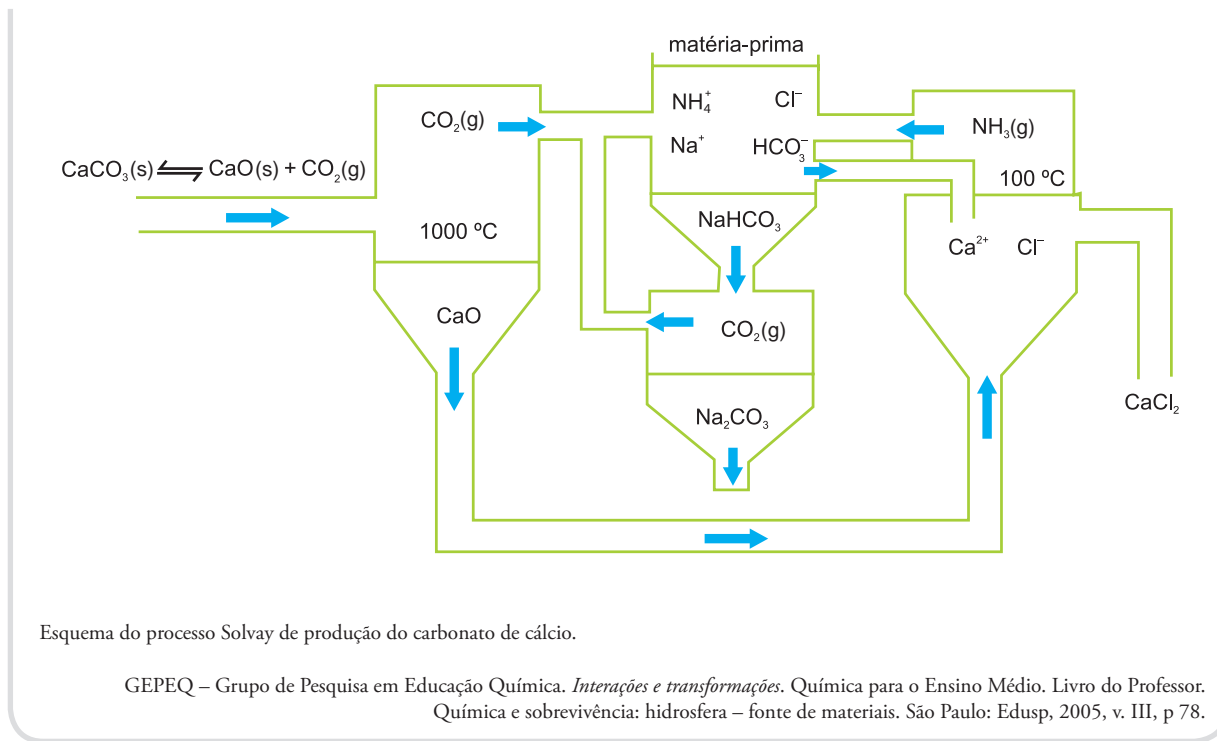 matéria-prima
CO₂(g)
NH₄⁺ Cl⁻
NH₃(g)
Na⁺ HCO₃⁻
CaCO₃(s) ⇌ CaO(s) + CO₂(g)
100 ºC
1000 ºC
NaHCO₃
Ca²⁺ Cl⁻
CaO
CO₂(g)
CaCl₂
Na₂CO₃
Esquema do processo Solvay de produção do carbonato de cálcio.
GEPEQ – Grupo de Pesquisa em Educação Química. Interações e transformações. Química para o Ensino Médio. Livro do Professor.
Química e sobrevivência: hidrosfera – fonte de materiais. São Paulo: Edusp, 2005, v. III, p 78.